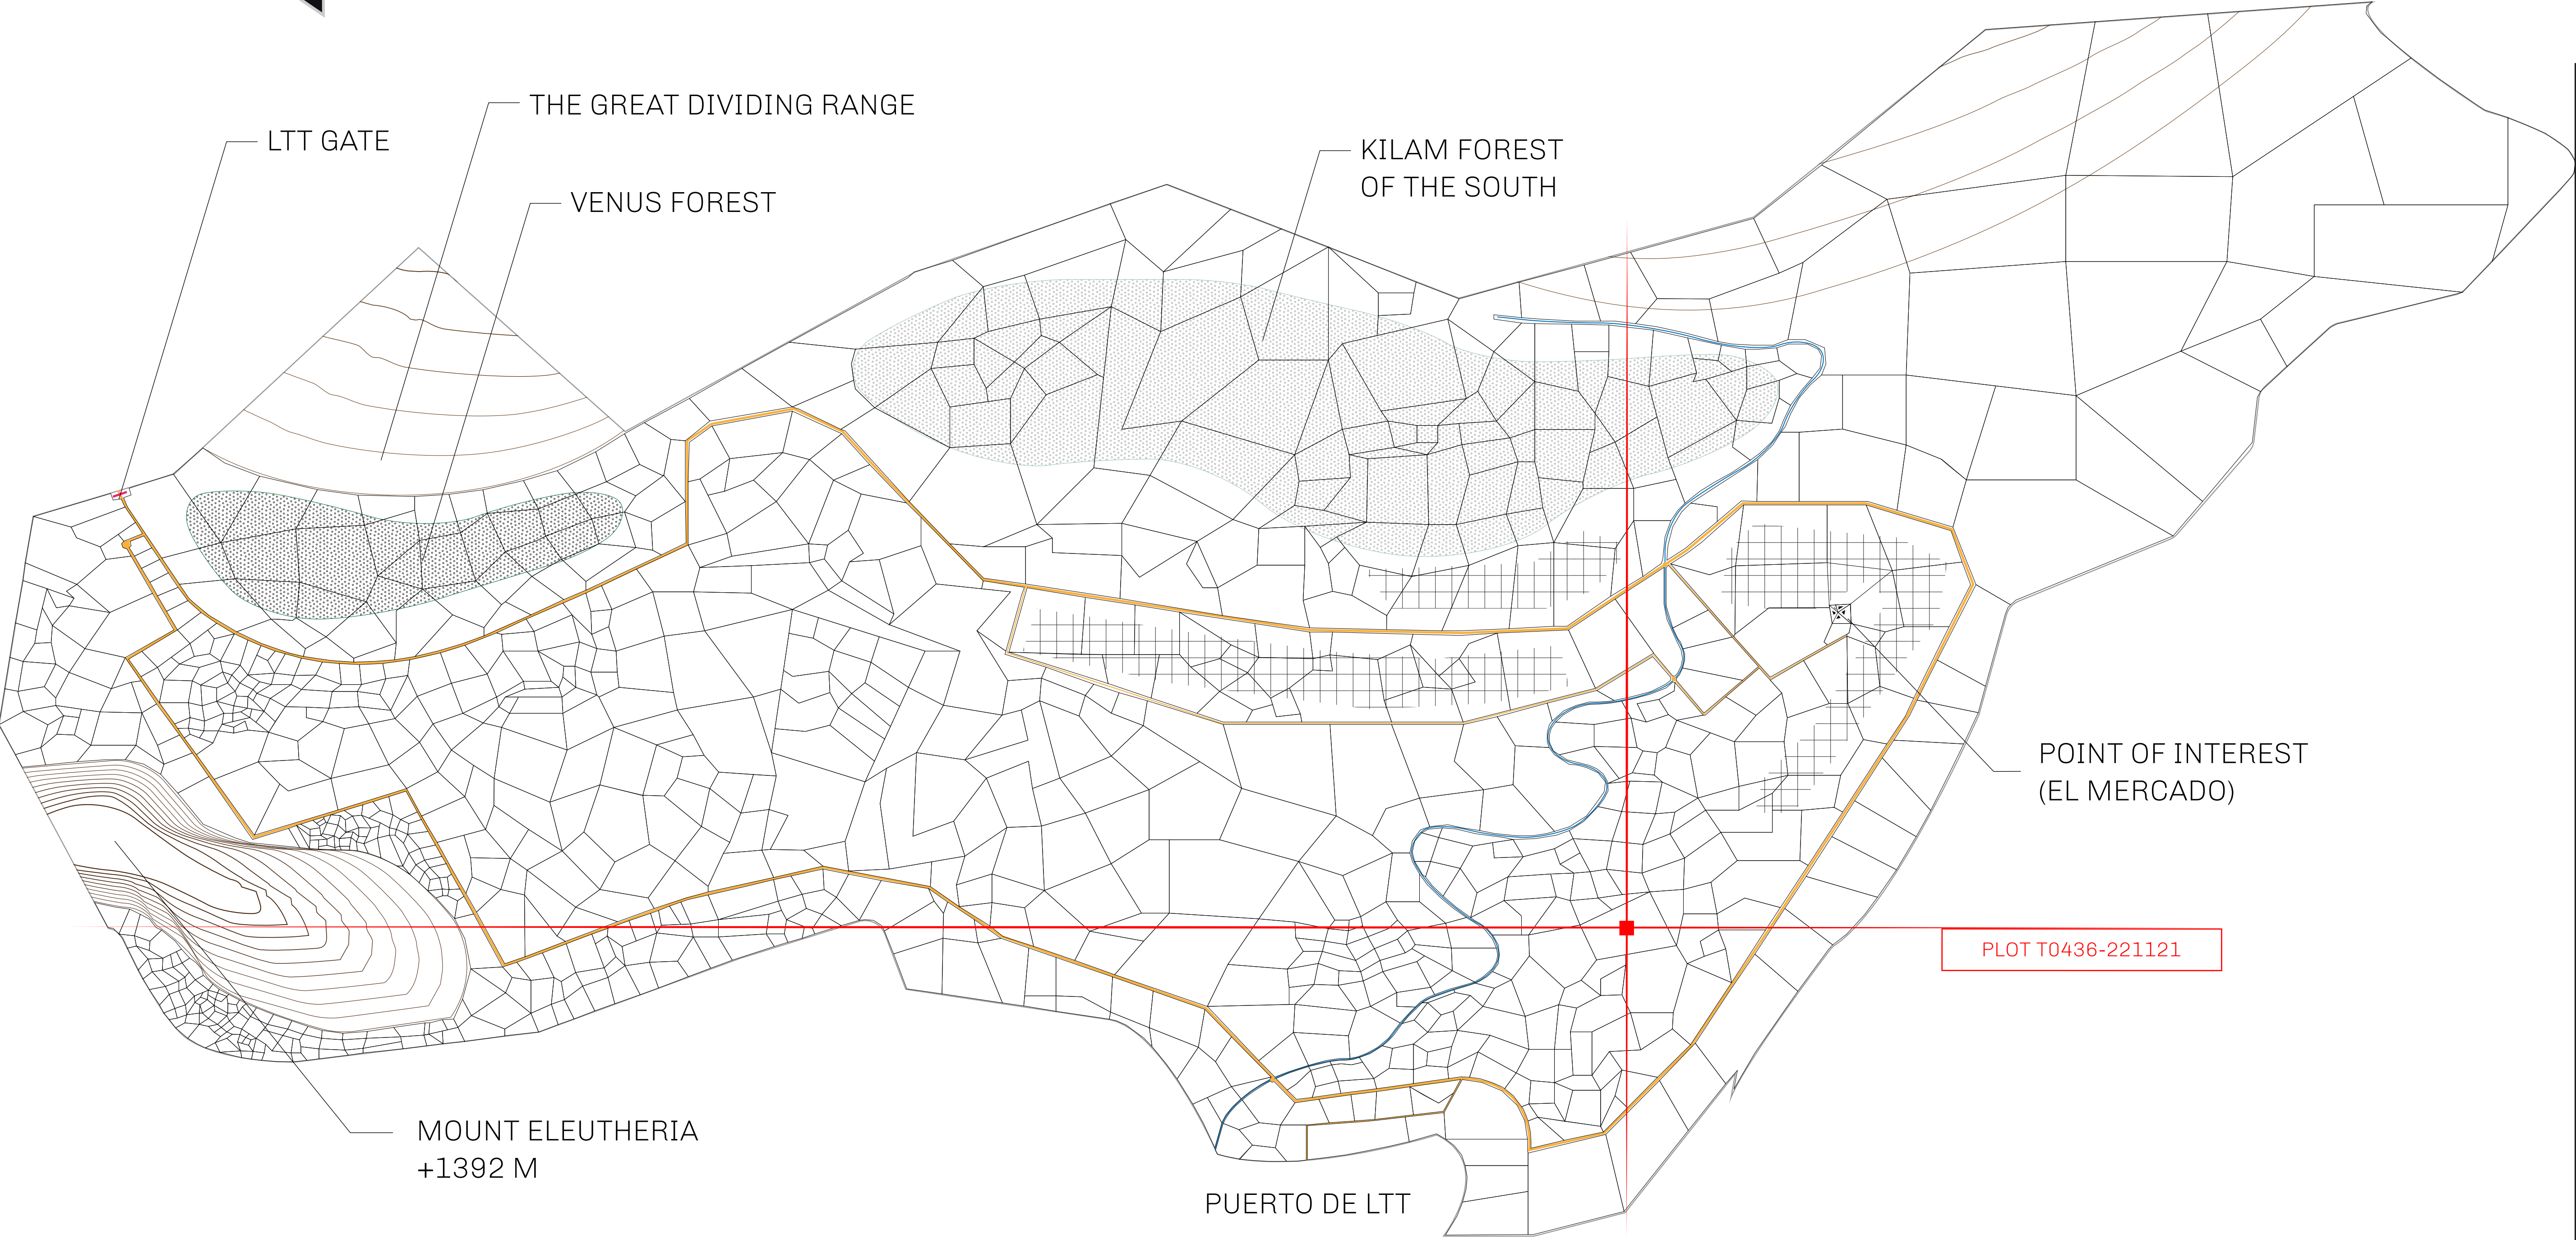 THE GREAT DIVIDING RANGE
LTT GATE
VENUS FOREST
KILAM FOREST
OF THE SOUTH
POINT OF INTEREST
(EL MERCADO)
PLOT T0436-221121
MOUNT ELEUTHERIA
+1392 M
PUERTO DE LTT